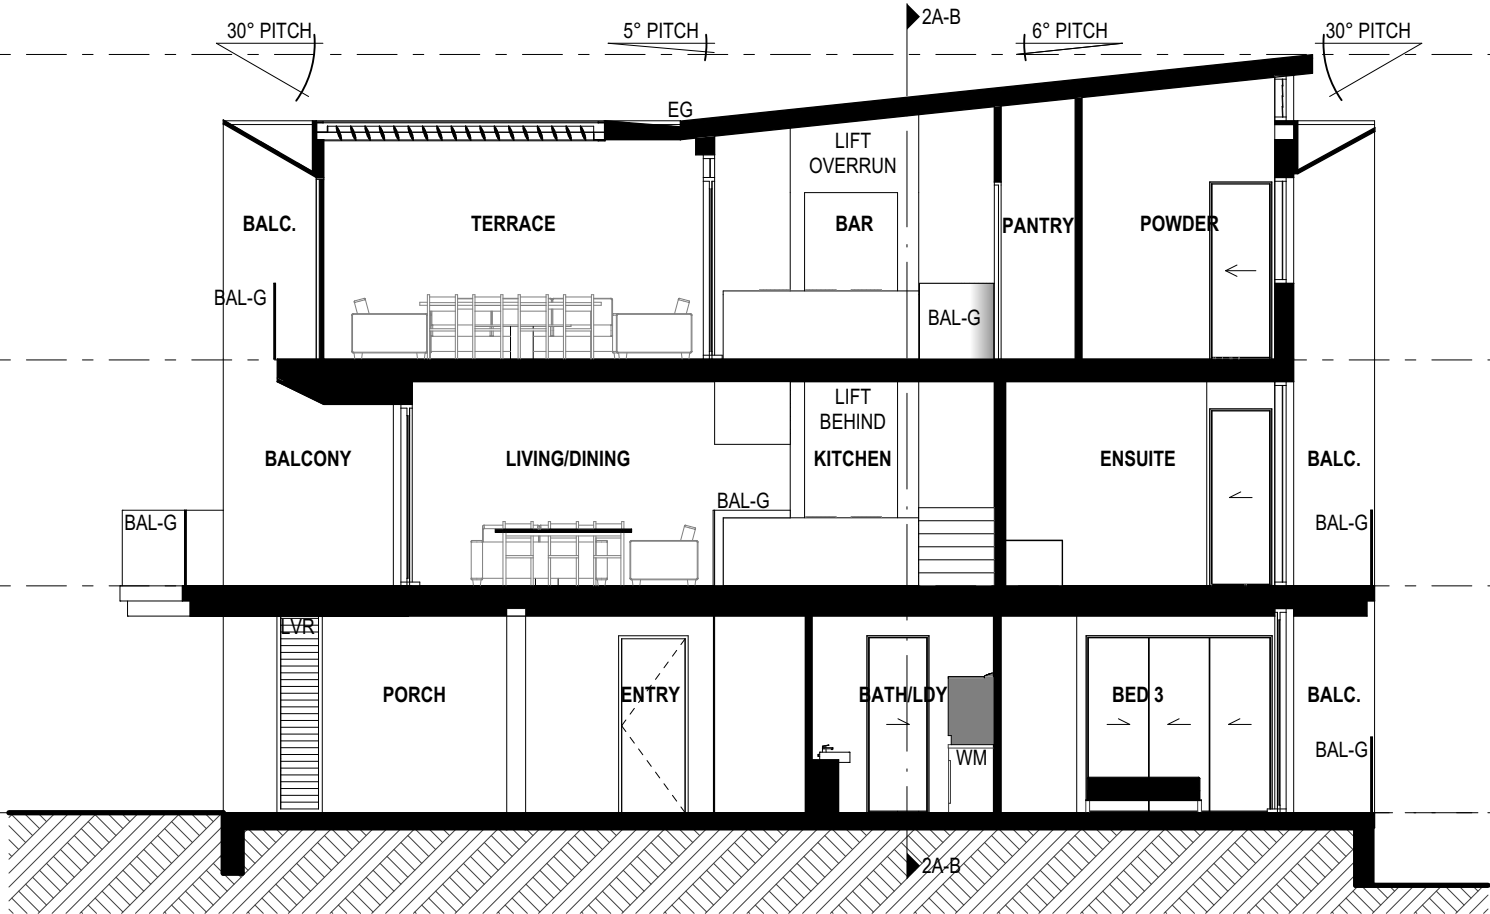 2A-B
30° PITCH
5° PITCH
6° PITCH
30° PITCH
EG
LIFT
OVERRUN
BALC.
TERRACE
BAR
PANTRY
POWDER
BAL-G
BAL-G
LIFT
BEHIND
BALCONY
LIVING/DINING
KITCHEN
ENSUITE
BALC.
BAL-G
BAL-G
BAL-G
LVR
PORCH
ENTRY
BATH/LDY
BED 3
BALC.
WM
BAL-G
2A-B